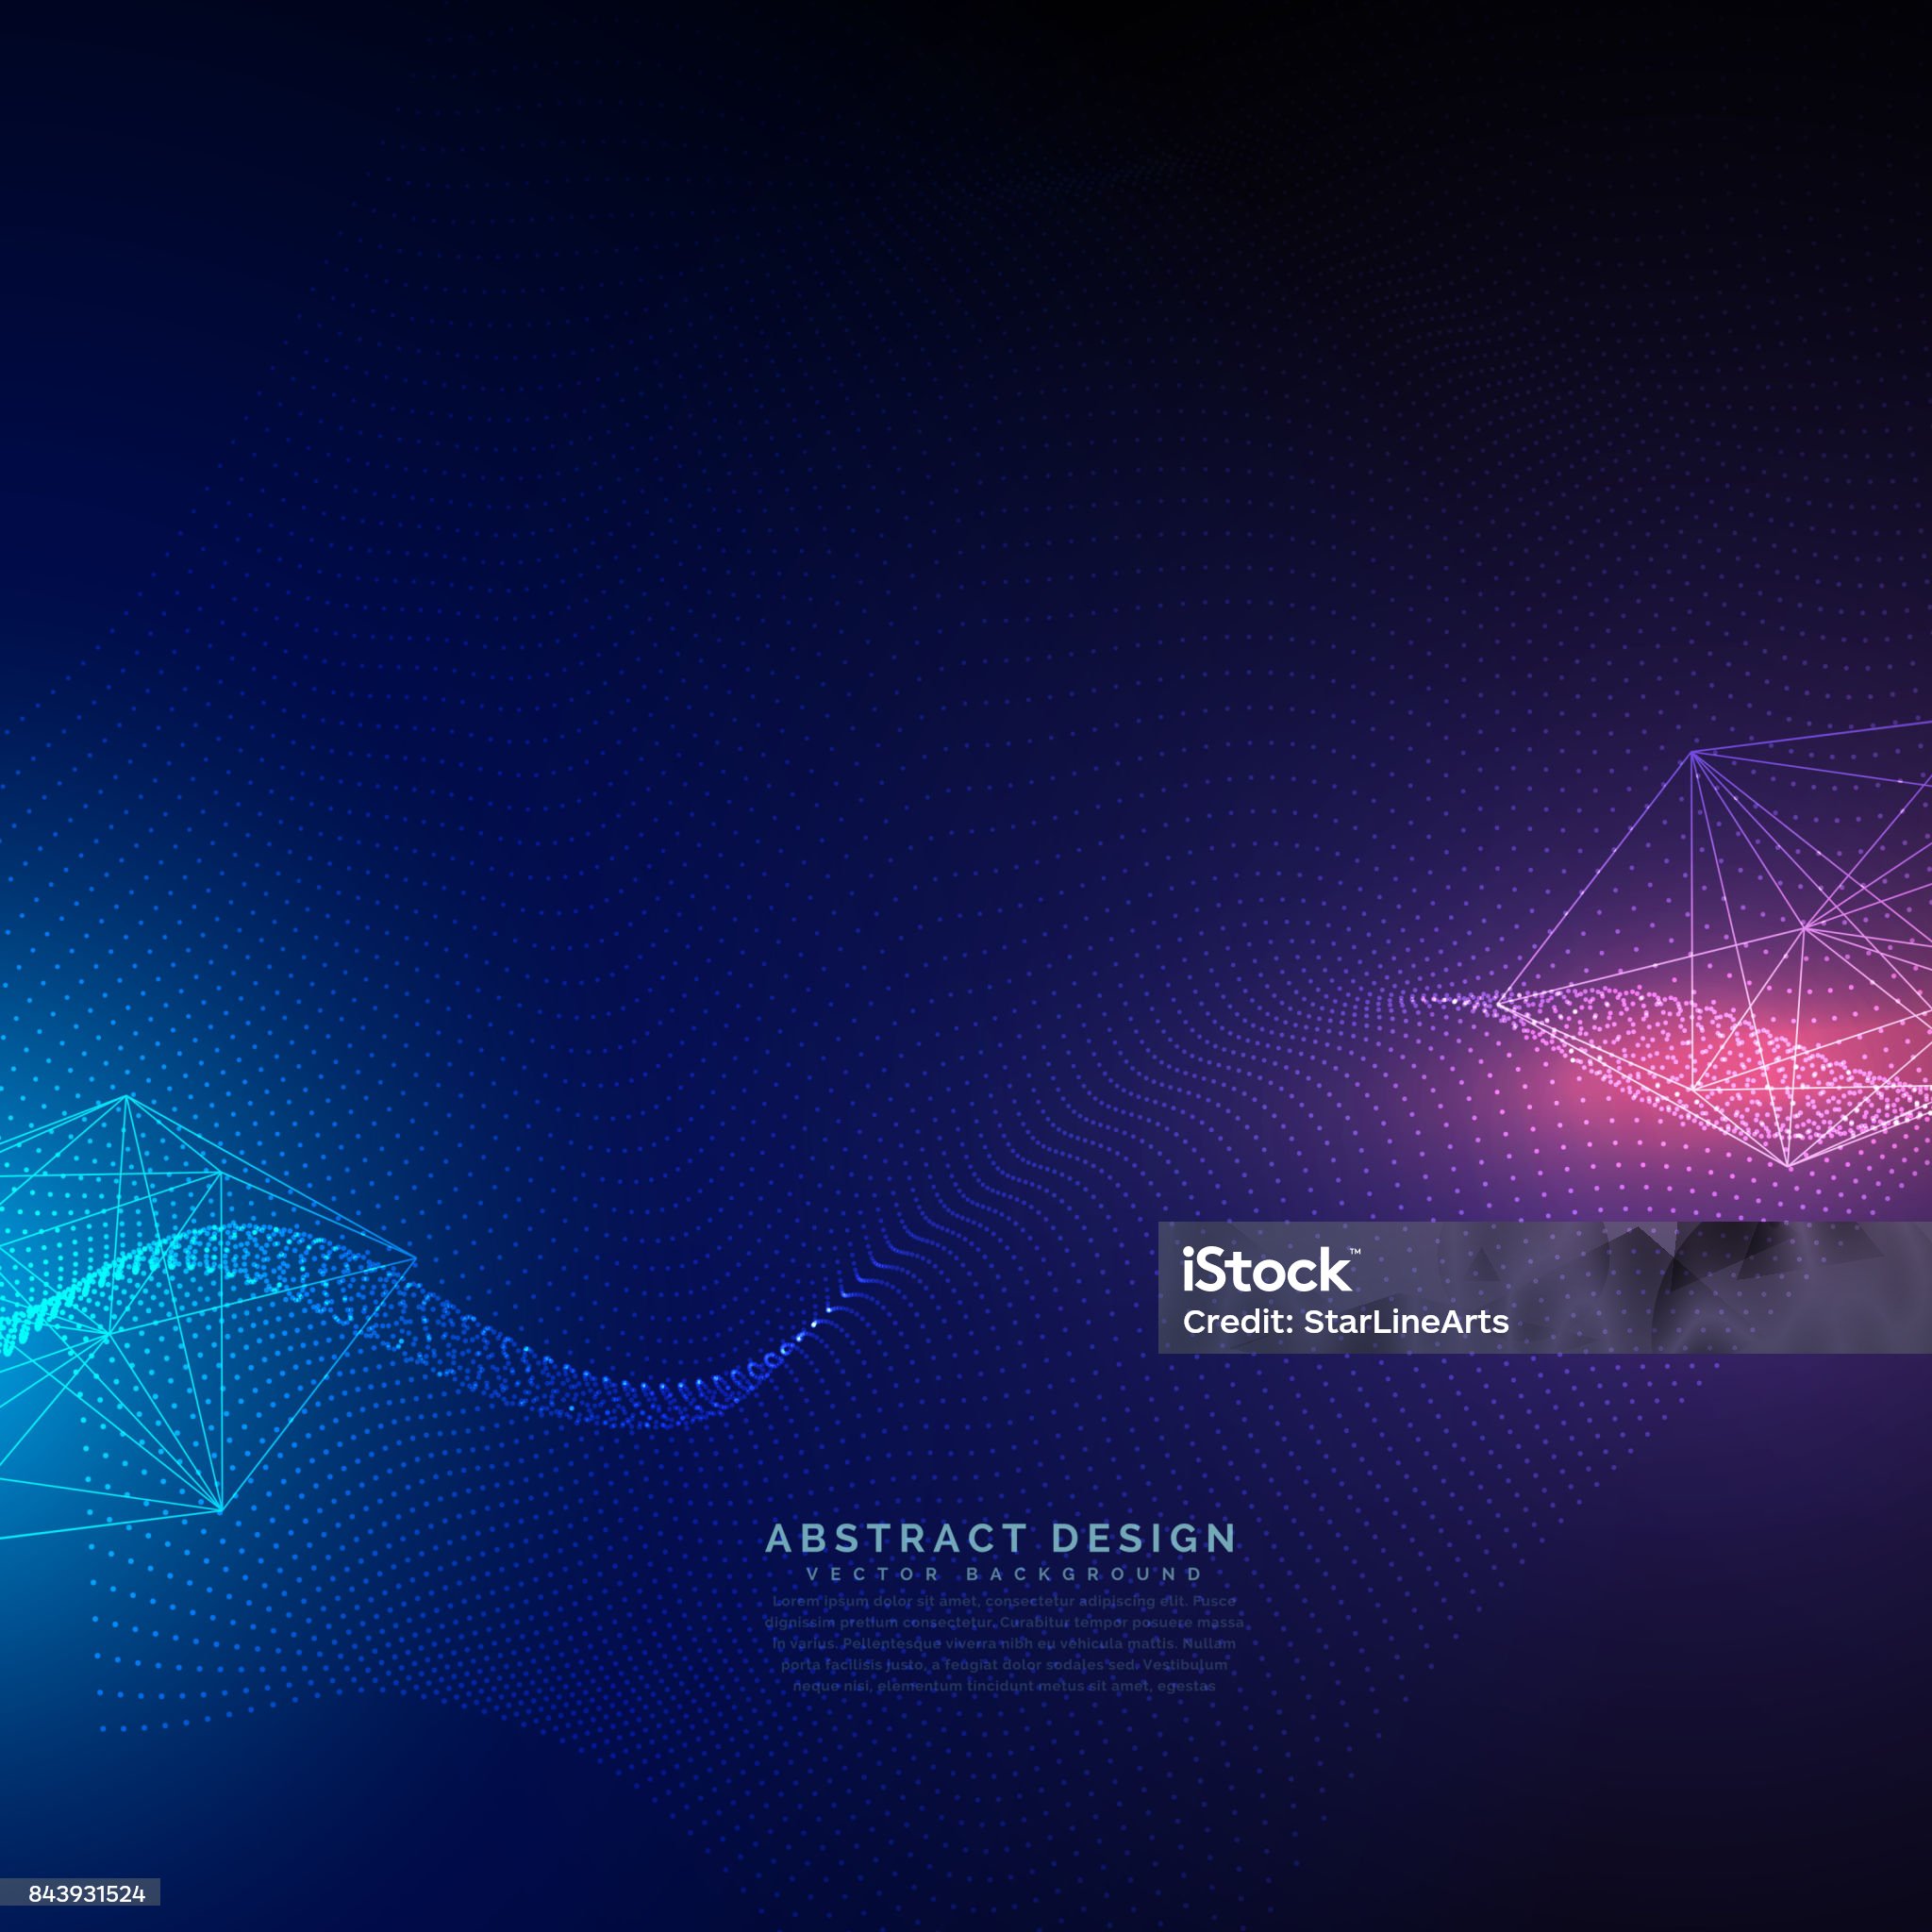 iStock™
Credit: StarLineArts
ABSTRACT DESIGN
VECTOR BACKGROUND
Lorem ipsum dolor sit amet, consectetur adipiscing elit. Fusce
dignissim pretium consectetur. Curabitur tempor posuere massa
in varius. Pellentesque viverra nibh eu vehicula mattis. Nullam
porta facilisis justo, a feugiat dolor sodales sed. Vestibulum
neque nisi, elementum tincidunt metus sit amet, egestas
843931524